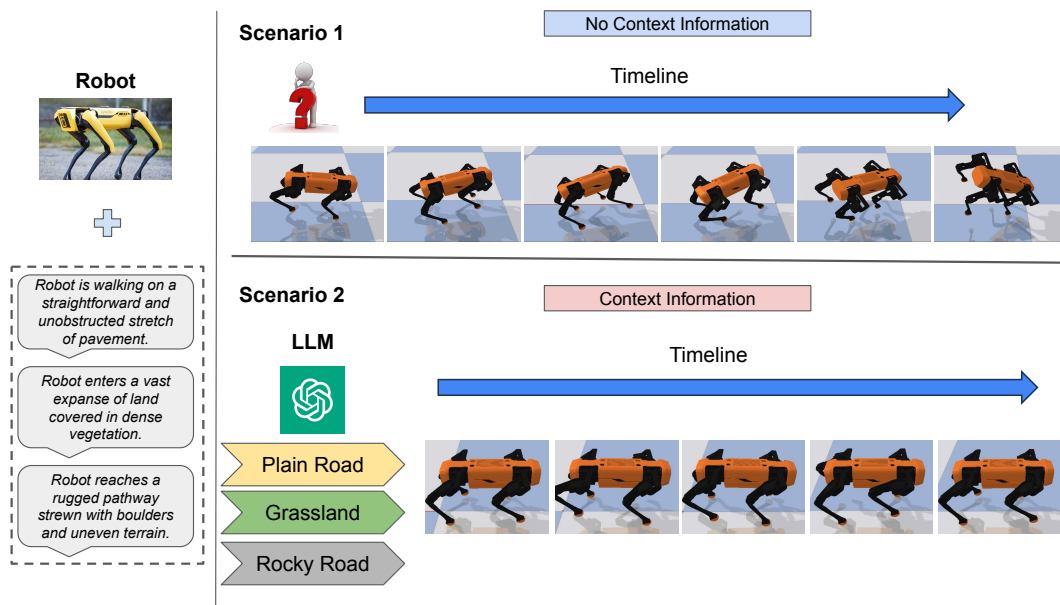 Robot
Robot is walking on a
straightforward and
unobstructed stretch
of pavement.
Robot enters a vast
expanse of land
covered in dense
vegetation.
Robot reaches a
rugged pathway
strewn with boulders
and uneven terrain.
Scenario 1
No Context Information
Timeline
?
Scenario 2
Context Information
LLM
Timeline
Plain Road
Grassland
Rocky Road